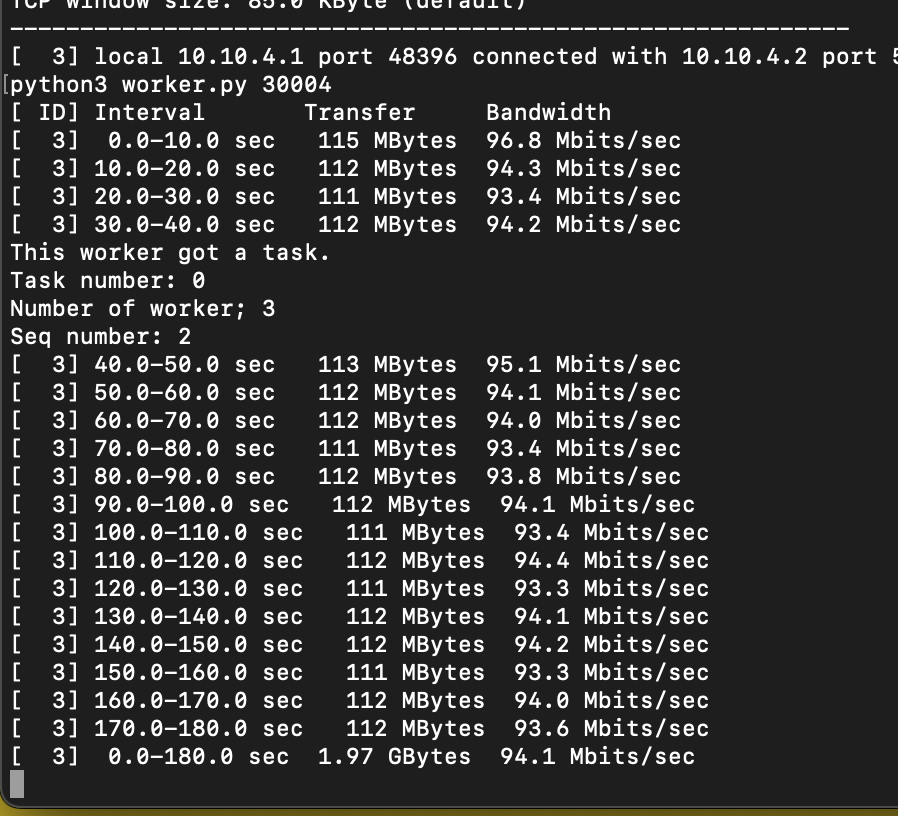 TCP window size: 85.0 KByte (default)
------------------------------------------------------------
[  3] local 10.10.4.1 port 48396 connected with 10.10.4.2 port
python3 worker.py 30004
[ ID] Interval       Transfer     Bandwidth
[  3]  0.0-10.0 sec   115 MBytes  96.8 Mbits/sec
[  3] 10.0-20.0 sec   112 MBytes  94.3 Mbits/sec
[  3] 20.0-30.0 sec   111 MBytes  93.4 Mbits/sec
[  3] 30.0-40.0 sec   112 MBytes  94.2 Mbits/sec
This worker got a task.
Task number: 0
Number of worker; 3
Seq number: 2
[  3] 40.0-50.0 sec   113 MBytes  95.1 Mbits/sec
[  3] 50.0-60.0 sec   112 MBytes  94.1 Mbits/sec
[  3] 60.0-70.0 sec   112 MBytes  94.0 Mbits/sec
[  3] 70.0-80.0 sec   111 MBytes  93.4 Mbits/sec
[  3] 80.0-90.0 sec   112 MBytes  93.8 Mbits/sec
[  3] 90.0-100.0 sec   112 MBytes  94.1 Mbits/sec
[  3] 100.0-110.0 sec   111 MBytes  93.4 Mbits/sec
[  3] 110.0-120.0 sec   112 MBytes  94.4 Mbits/sec
[  3] 120.0-130.0 sec   111 MBytes  93.3 Mbits/sec
[  3] 130.0-140.0 sec   112 MBytes  94.1 Mbits/sec
[  3] 140.0-150.0 sec   112 MBytes  94.2 Mbits/sec
[  3] 150.0-160.0 sec   111 MBytes  93.3 Mbits/sec
[  3] 160.0-170.0 sec   112 MBytes  94.0 Mbits/sec
[  3] 170.0-180.0 sec   112 MBytes  93.6 Mbits/sec
[  3]  0.0-180.0 sec  1.97 GBytes  94.1 Mbits/sec